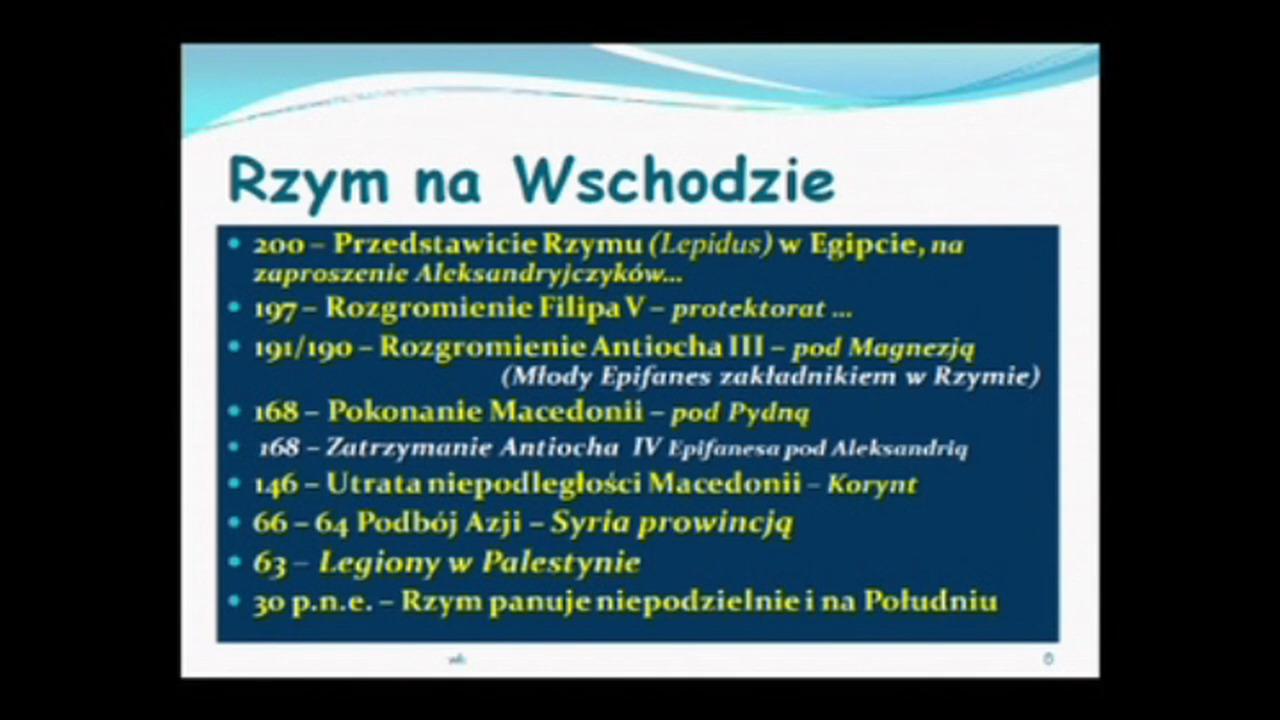 Rzym na Wschodzie
• 200 – Przedstawicie Rzymu (Lepidus) w Egipcie, na
zaproszenie Aleksandryjczyków...
• 197 – Rozgromienie Filipa V – protektorat ...
• 191/190 – Rozgromienie Antiocha III – pod Magnezją
(Młody Epifanes zakładnikiem w Rzymie)
• 168 – Pokonanie Macedonii – pod Pydną
• 168 – Zatrzymanie Antiocha IV Epifanesa pod Aleksandrią
• 146 – Utrata niepodległości Macedonii – Korynt
• 66 – 64 Podbój Azji – Syria prowincją
• 63 – Legiony w Palestynie
• 30 p.n.e. – Rzym panuje niepodzielnie i na Południu